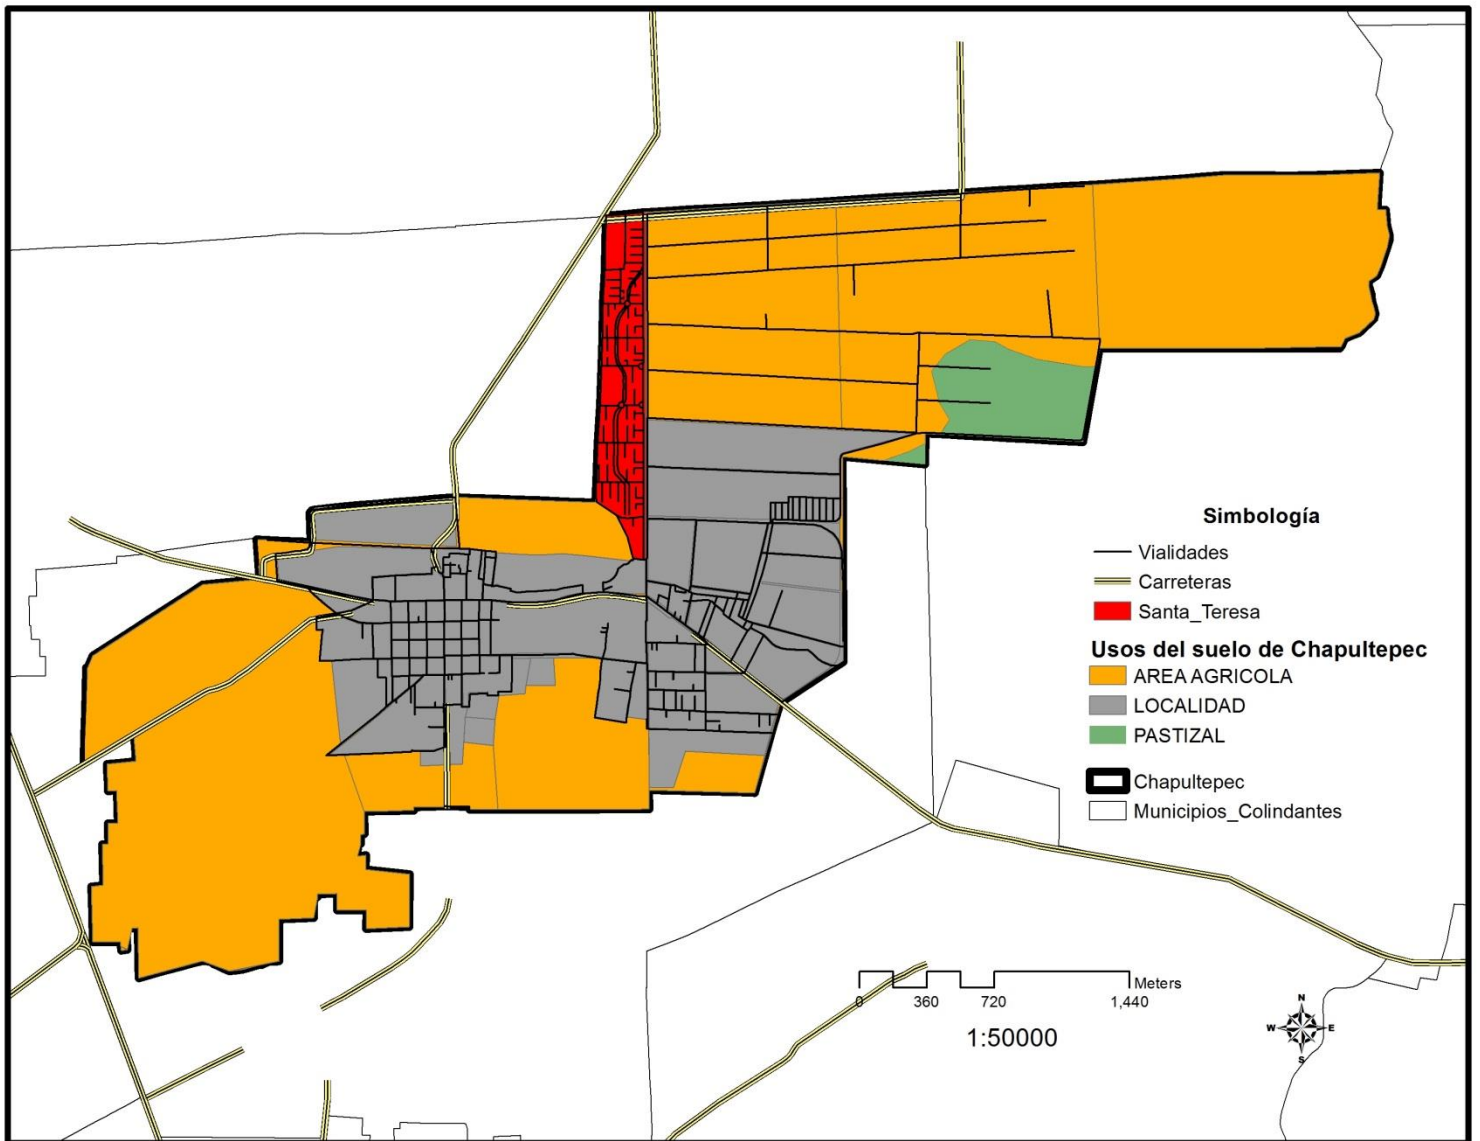 Simbología
Vialidades
Carreteras
Santa_Teresa
Usos del suelo de Chapultepec
AREA AGRICOLA
LOCALIDAD
PASTIZAL
Chapultepec
Municipios_Colindantes
Meters
0 360 720 1,440
1:50000
N
W E
S